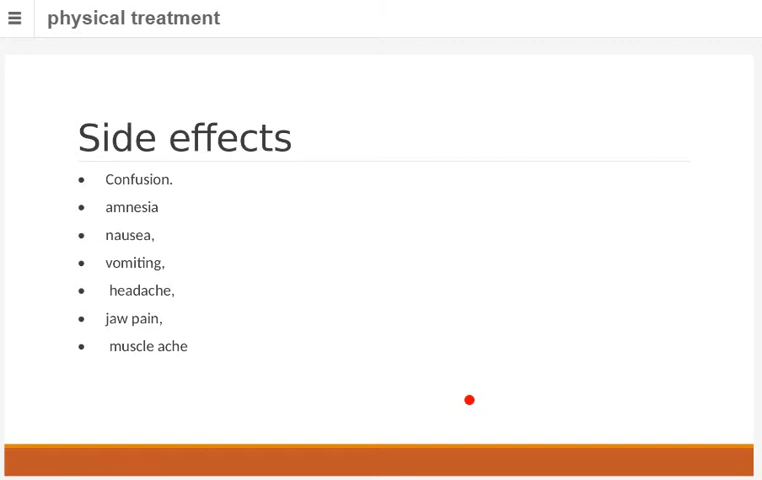 physical treatment
Side effects
• Confusion.
• amnesia
• nausea,
• vomiting,
• headache,
• jaw pain,
• muscle ache